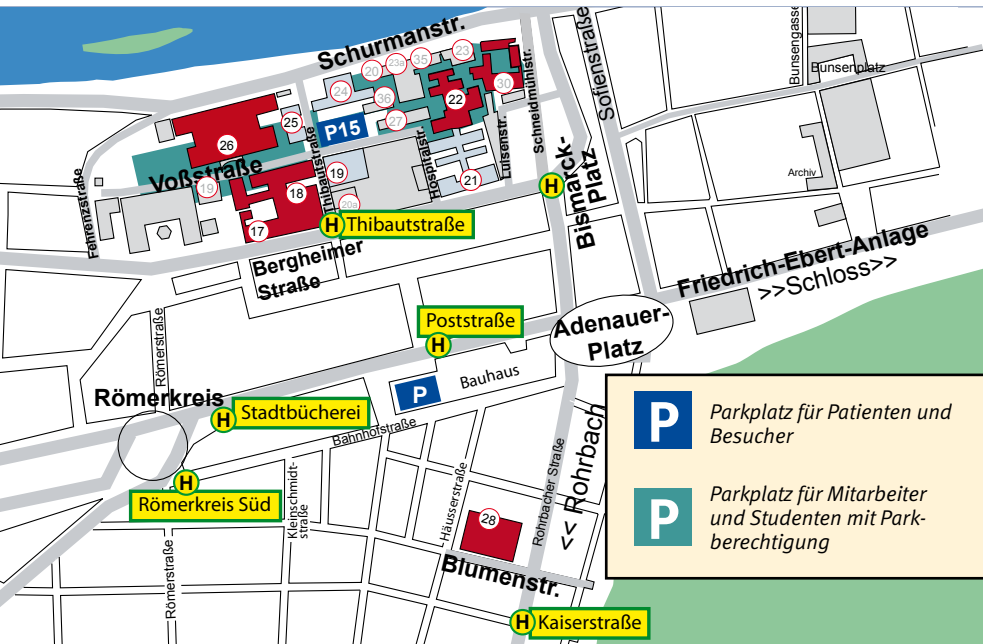 Schurmanstr.
Sofienstraße
Bunsengasse
Bunsenplatz
23
35
23a
20
24
36
30
22
27
25
P15
26
Voßstraße
19
18
17
Thibautstraße
19
20a
Hospitalstr.
21
Luisenstr.
Schneidmühlstr.
Fehrenzstraße
Archiv
H
Bismarck-
Platz
H Thibautstraße
Bergheimer
Straße
Friedrich-Ebert-Anlage
>>Schloss>>
Poststraße
H
Adenauer-
Platz
Römerstraße
Bauhaus
P
Römerkreis
H Stadtbücherei
Bahnhofstraße
H
Römerkreis Süd
Kleinschmidt-
straße
Häusserstraße
Rohrbacher Straße
<< Rohrbach
28
Blumenstr.
Römerstraße
H Kaiserstraße
P
Parkplatz für Patienten und
Besucher
P
Parkplatz für Mitarbeiter
und Studenten mit Park-
berechtigung